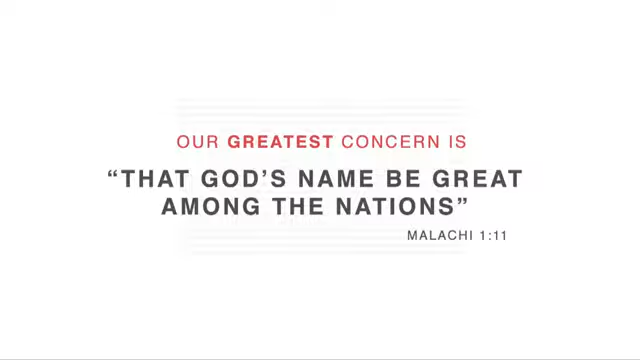 OUR GREATEST CONCERN IS
“THAT GOD’S NAME BE GREAT
AMONG THE NATIONS”
MALACHI 1:11